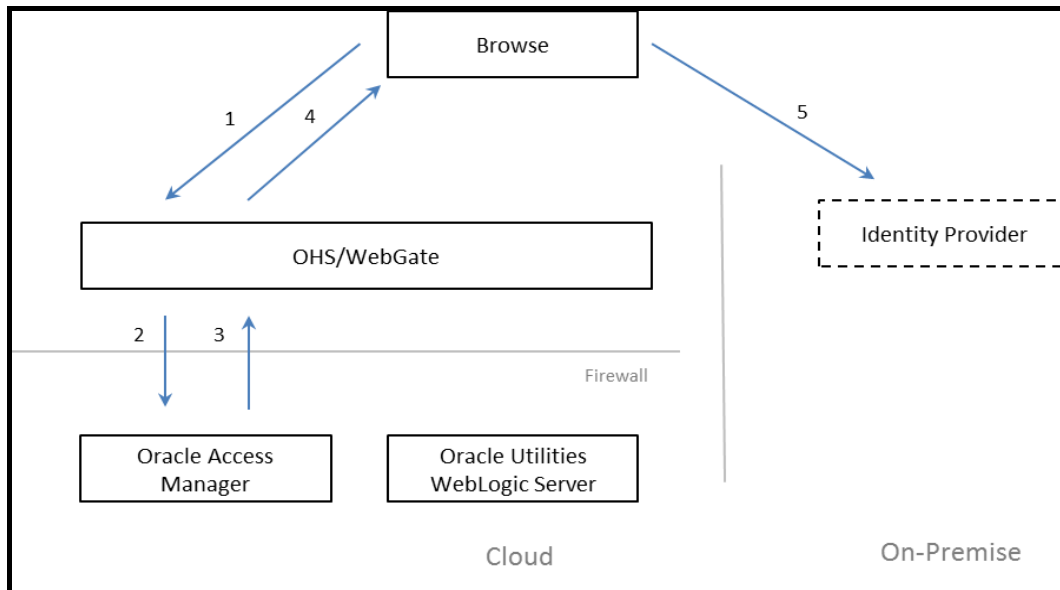 Browse
1
4
5
OHS/WebGate
Identity Provider
2
3
Firewall
Oracle Access
Manager
Oracle Utilities
WebLogic Server
Cloud
On-Premise